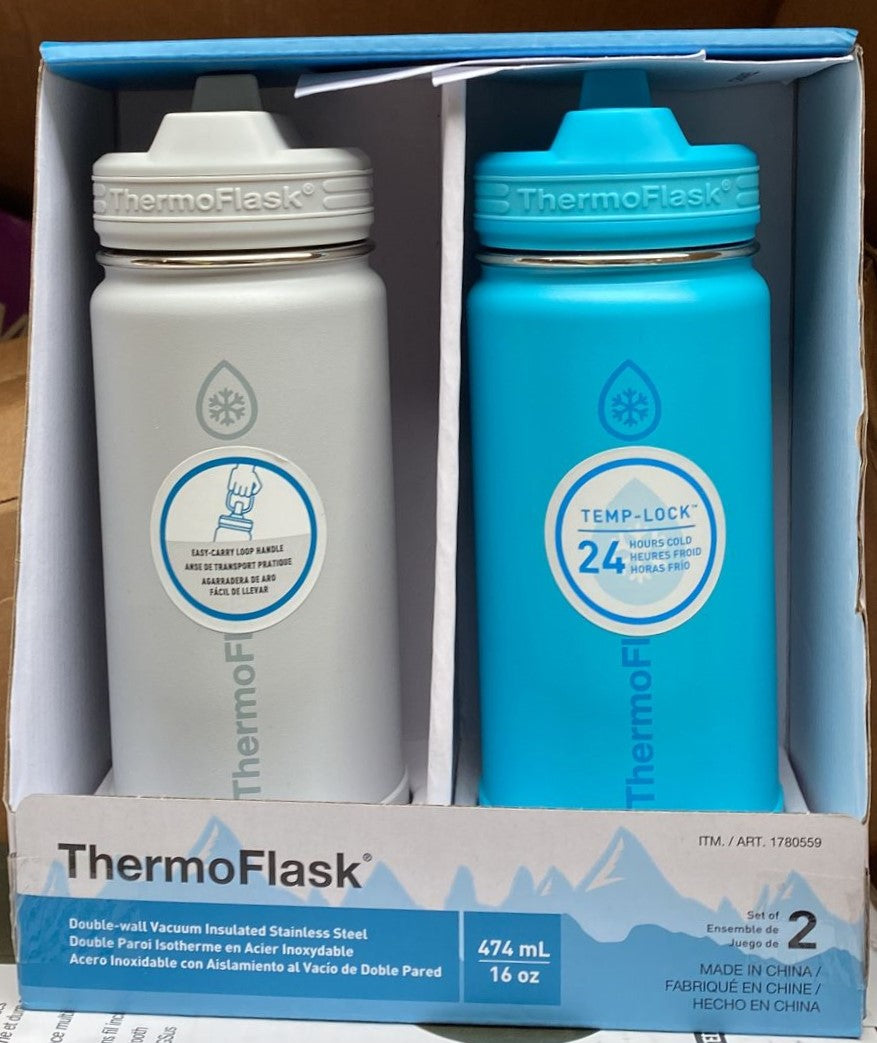 ThermoFlask®
ThermoFlask®
EASY-CARRY LOOP HANDLE
ANSE DE TRANSPORT PRATIQUE
AGARRADERA DE ARO
FÁCIL DE LLEVAR
TEMP-LOCK™
24 HOURS COLD
HEURES FROID
HORAS FRÍO
ThermoFl
ThermoFl
ThermoFlask®
ITM. / ART. 1780559
Double-wall Vacuum Insulated Stainless Steel
Double Paroi Isotherme en Acier Inoxydable
Acero Inoxidable con Aislamiento al Vacío de Doble Pared
474 mL
16 oz
Set of
Ensemble de
Juego de
2
MADE IN CHINA /
FABRIQUÉ EN CHINE /
HECHO EN CHINA